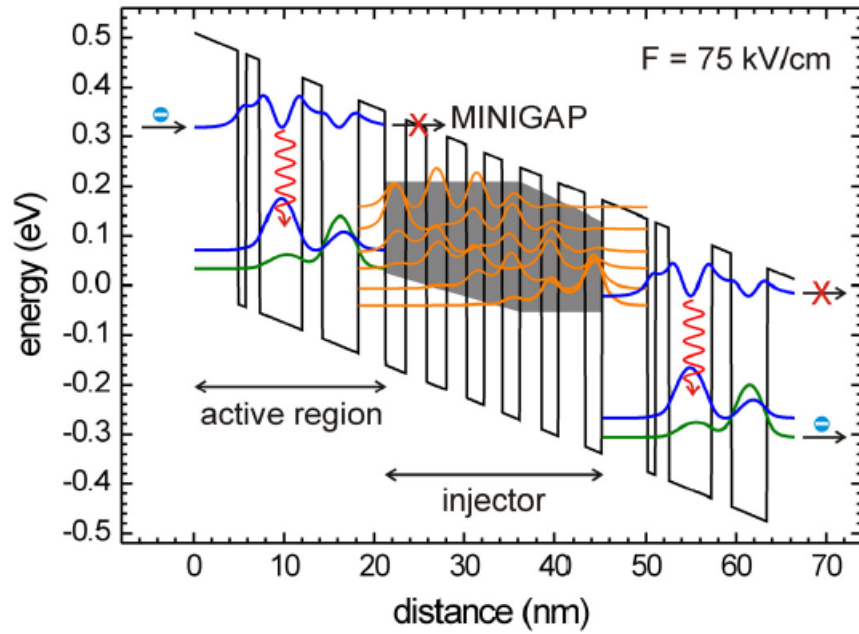 F = 75 kV/cm
MINIGAP
active region
injector
energy (eV)
0.5
0.4
0.3
0.2
0.1
0.0
-0.1
-0.2
-0.3
-0.4
-0.5
0 10 20 30 40 50 60 70
distance (nm)